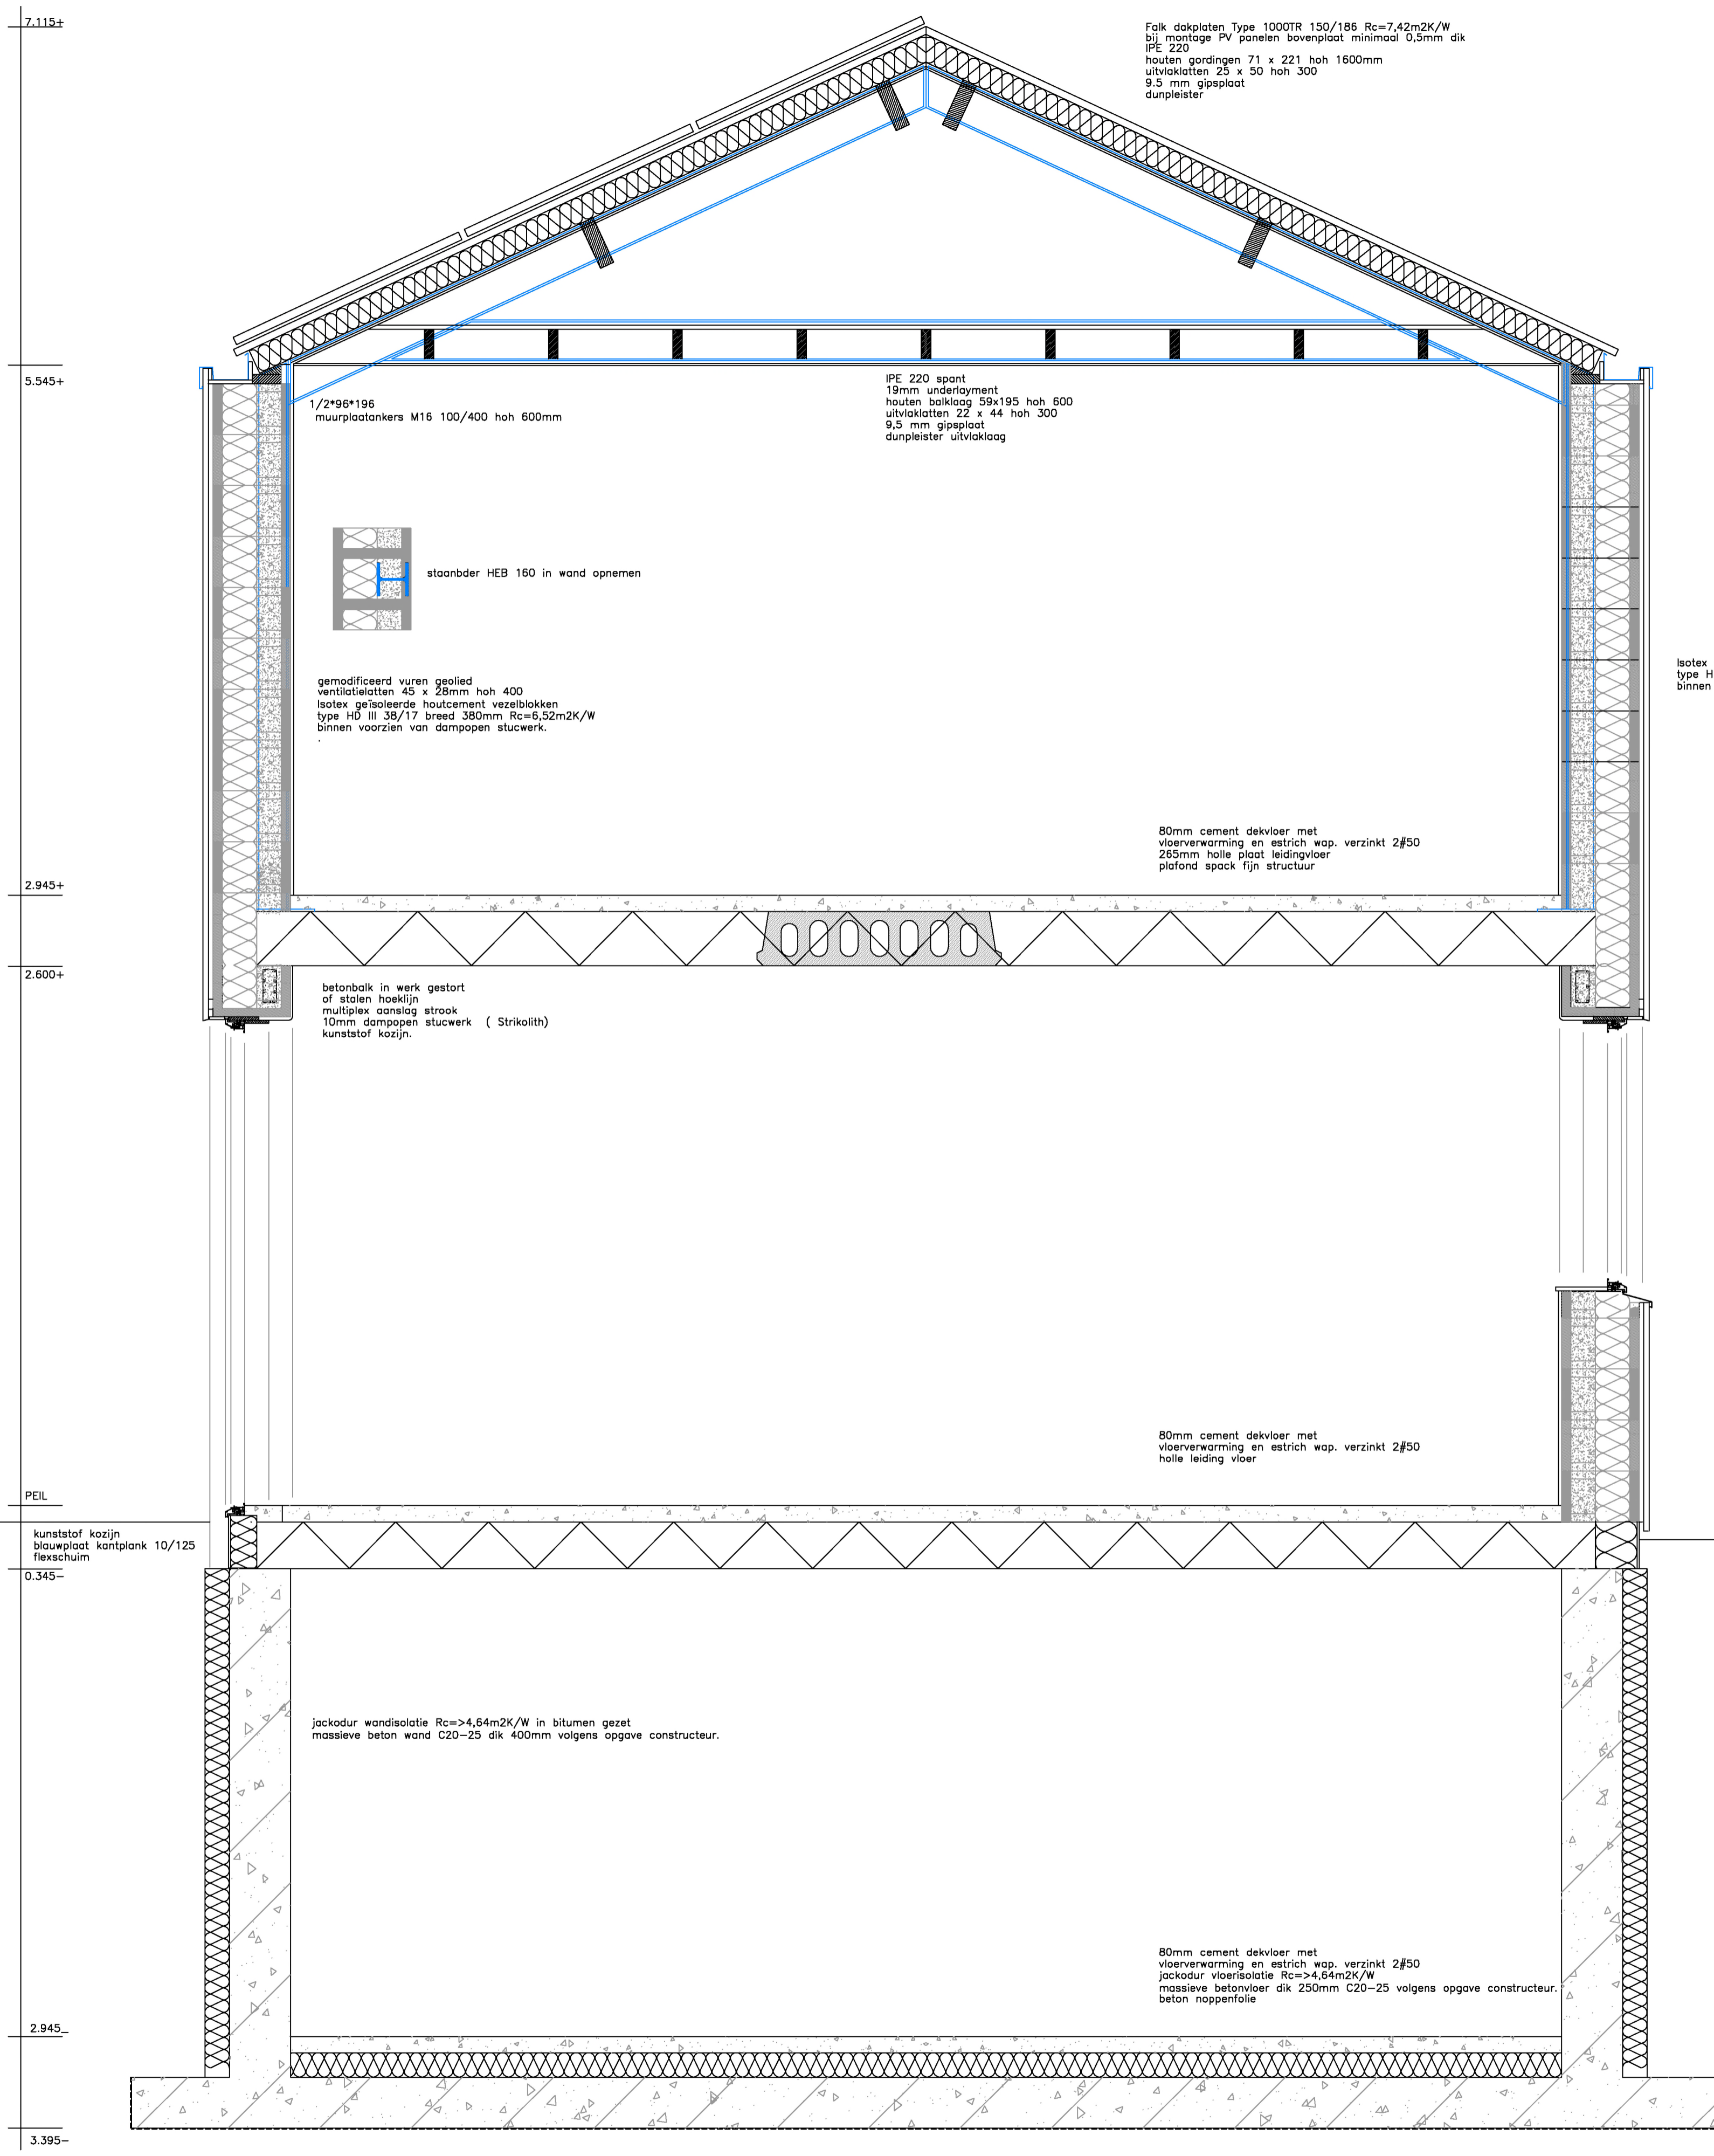 7.115+
Falk dakplaten Type 1000TR 150/186 Rc=7,42m2K/W
bij montage PV panelen bovenplaat minimaal 0,5mm dik
IPE 220
houten gordingen 71 x 221 hoh 1600mm
uitvlaklatten 25 x 50 hoh 300
9.5 mm gipsplaat
dunpleister
5.545+
1/2*96*196
muurplaatankers M16 100/400 hoh 600mm
IPE 220 spant
19mm underlayment
houten balklaag 59x195 hoh 600
uitvlaklatten 22 x 44 hoh 300
9,5 mm gipsplaat
dunpleister uitvlaklaag
staanbder HEB 160 in wand opnemen
gemodificeerd vuren geolied
ventilatielatten 45 x 28mm hoh 400
Isotex geïsoleerde houtcement vezelblokken
type HD III 38/17 breed 380mm Rc=6,52m2K/W
binnen voorzien van dampopen stucwerk.
.
Isotex
type H
binnen
80mm cement dekvloer met
vloerverwarming en estrich wap. verzinkt 2#50
265mm holle plaat leidingvloer
plafond spack fijn structuur
2.945+
2.600+
betonbalk in werk gestort
of stalen hoeklijn
multiplex aanslag strook
10mm dampopen stucwerk ( Strikolith)
kunststof kozijn.
80mm cement dekvloer met
vloerverwarming en estrich wap. verzinkt 2#50
holle leiding vloer
PEIL
kunststof kozijn
blauwplaat kantplank 10/125
flexschuim
0.345-
jackodur wandisolatie Rc=>4,64m2K/W in bitumen gezet
massieve beton wand C20-25 dik 400mm volgens opgave constructeur.
80mm cement dekvloer met
vloerverwarming en estrich wap. verzinkt 2#50
jackodur vloerisolatie Rc=>4,64m2K/W
massieve betonvloer dik 250mm C20-25 volgens opgave constructeur.
beton noppenfolie
2.945_
3.395-